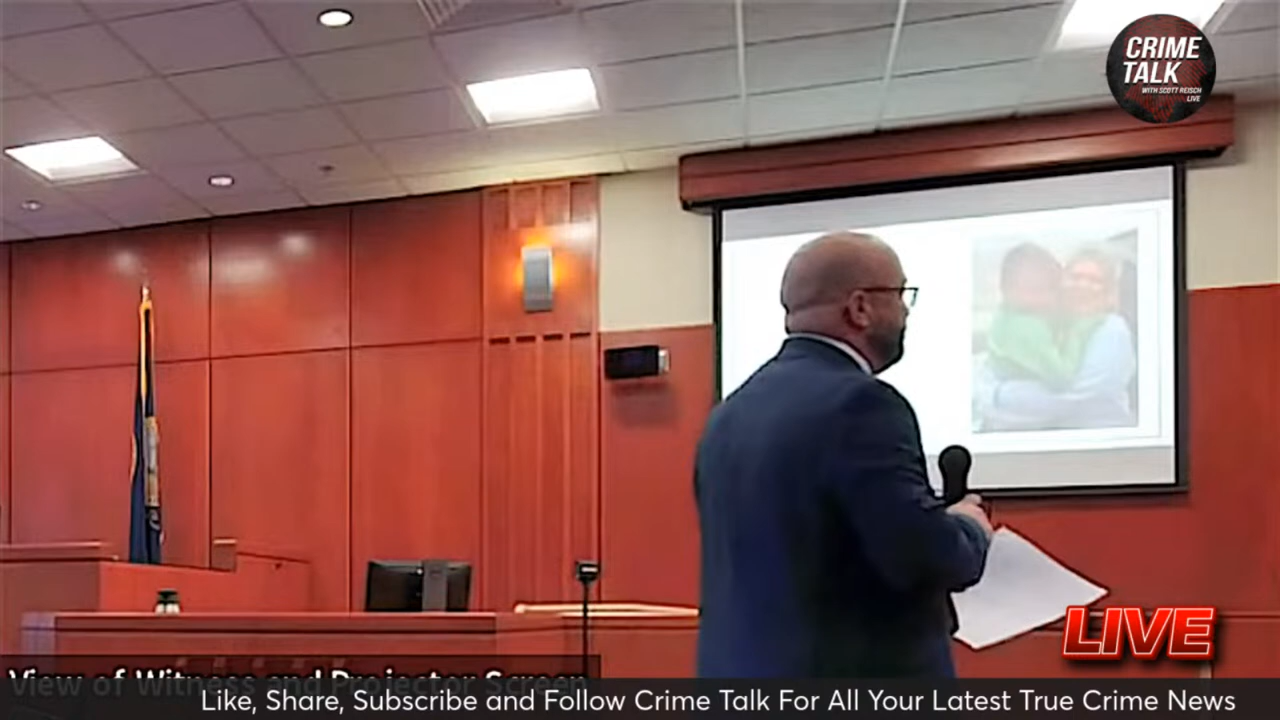 CRIME
TALK
WITH SCOTT REISCH
LIVE
LIVE
View of Witness and Projector Screen
Like, Share, Subscribe and Follow Crime Talk For All Your Latest True Crime News